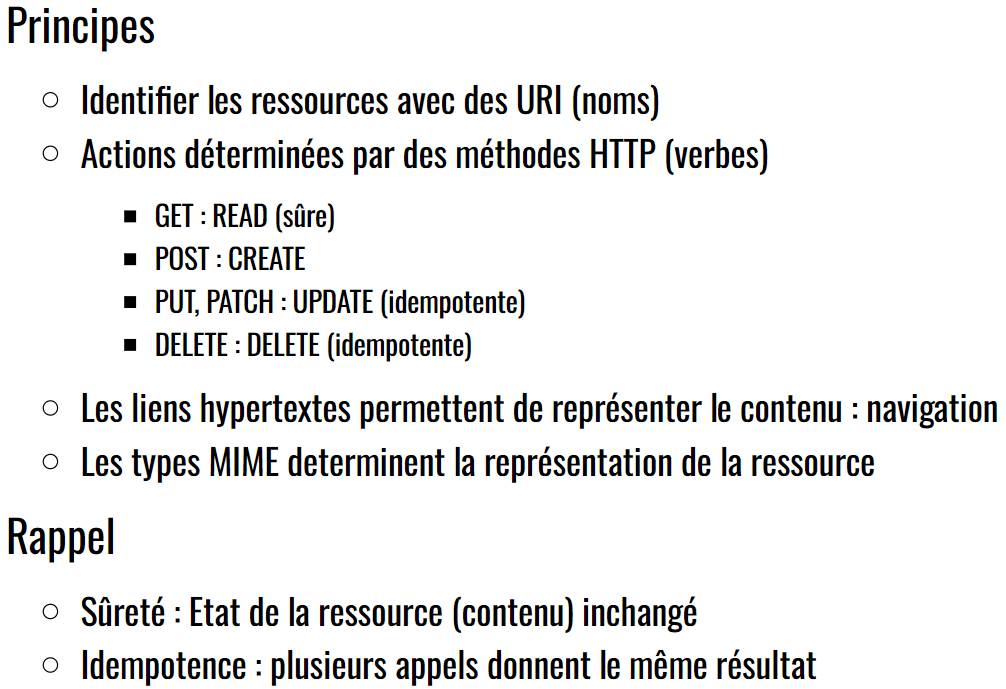 Principes
Identifier les ressources avec des URI (noms)
Actions déterminées par des méthodes HTTP (verbes)
GET : READ (sûre)
POST : CREATE
PUT, PATCH : UPDATE (idempotente)
DELETE : DELETE (idempotente)
Les liens hypertextes permettent de représenter le contenu : navigation
Les types MIME determinent la représentation de la ressource
Rappel
Sûreté : Etat de la ressource (contenu) inchangé
Idempotence : plusieurs appels donnent le même résultat